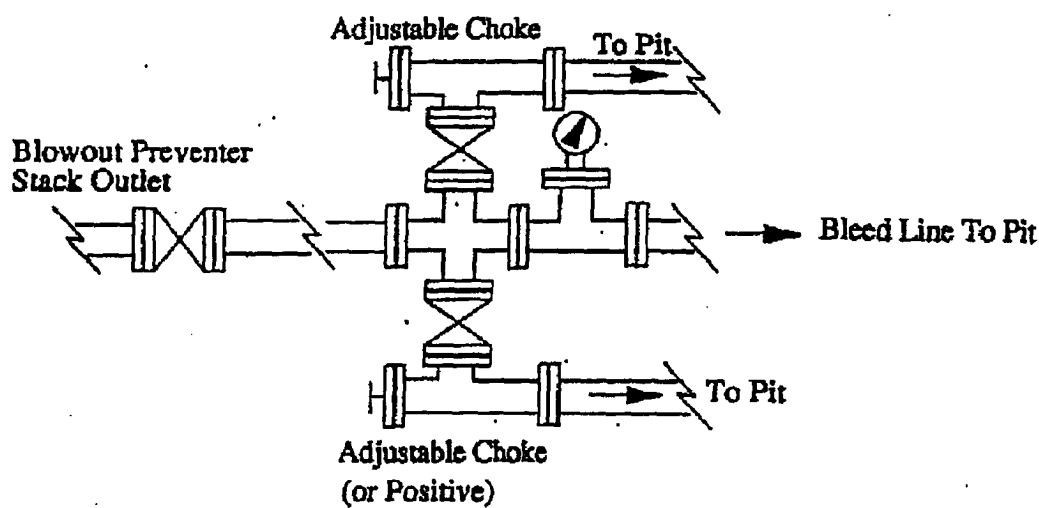 Adjustable Choke
To Pit
Blowout Preventer
Stack Outlet
Bleed Line To Pit
To Pit
Adjustable Choke
(or Positive)